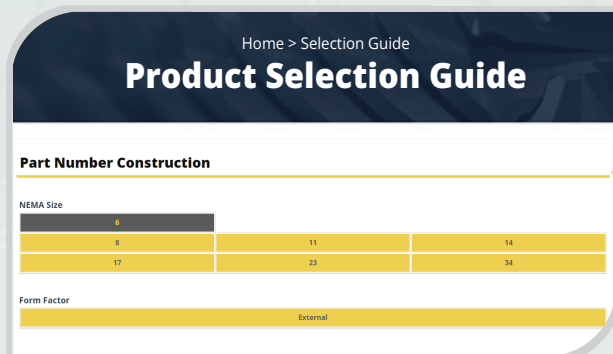 Home > Selection Guide
Product Selection Guide
Part Number Construction
NEMA Size
6
8 11 14
17 23 34
Form Factor
External